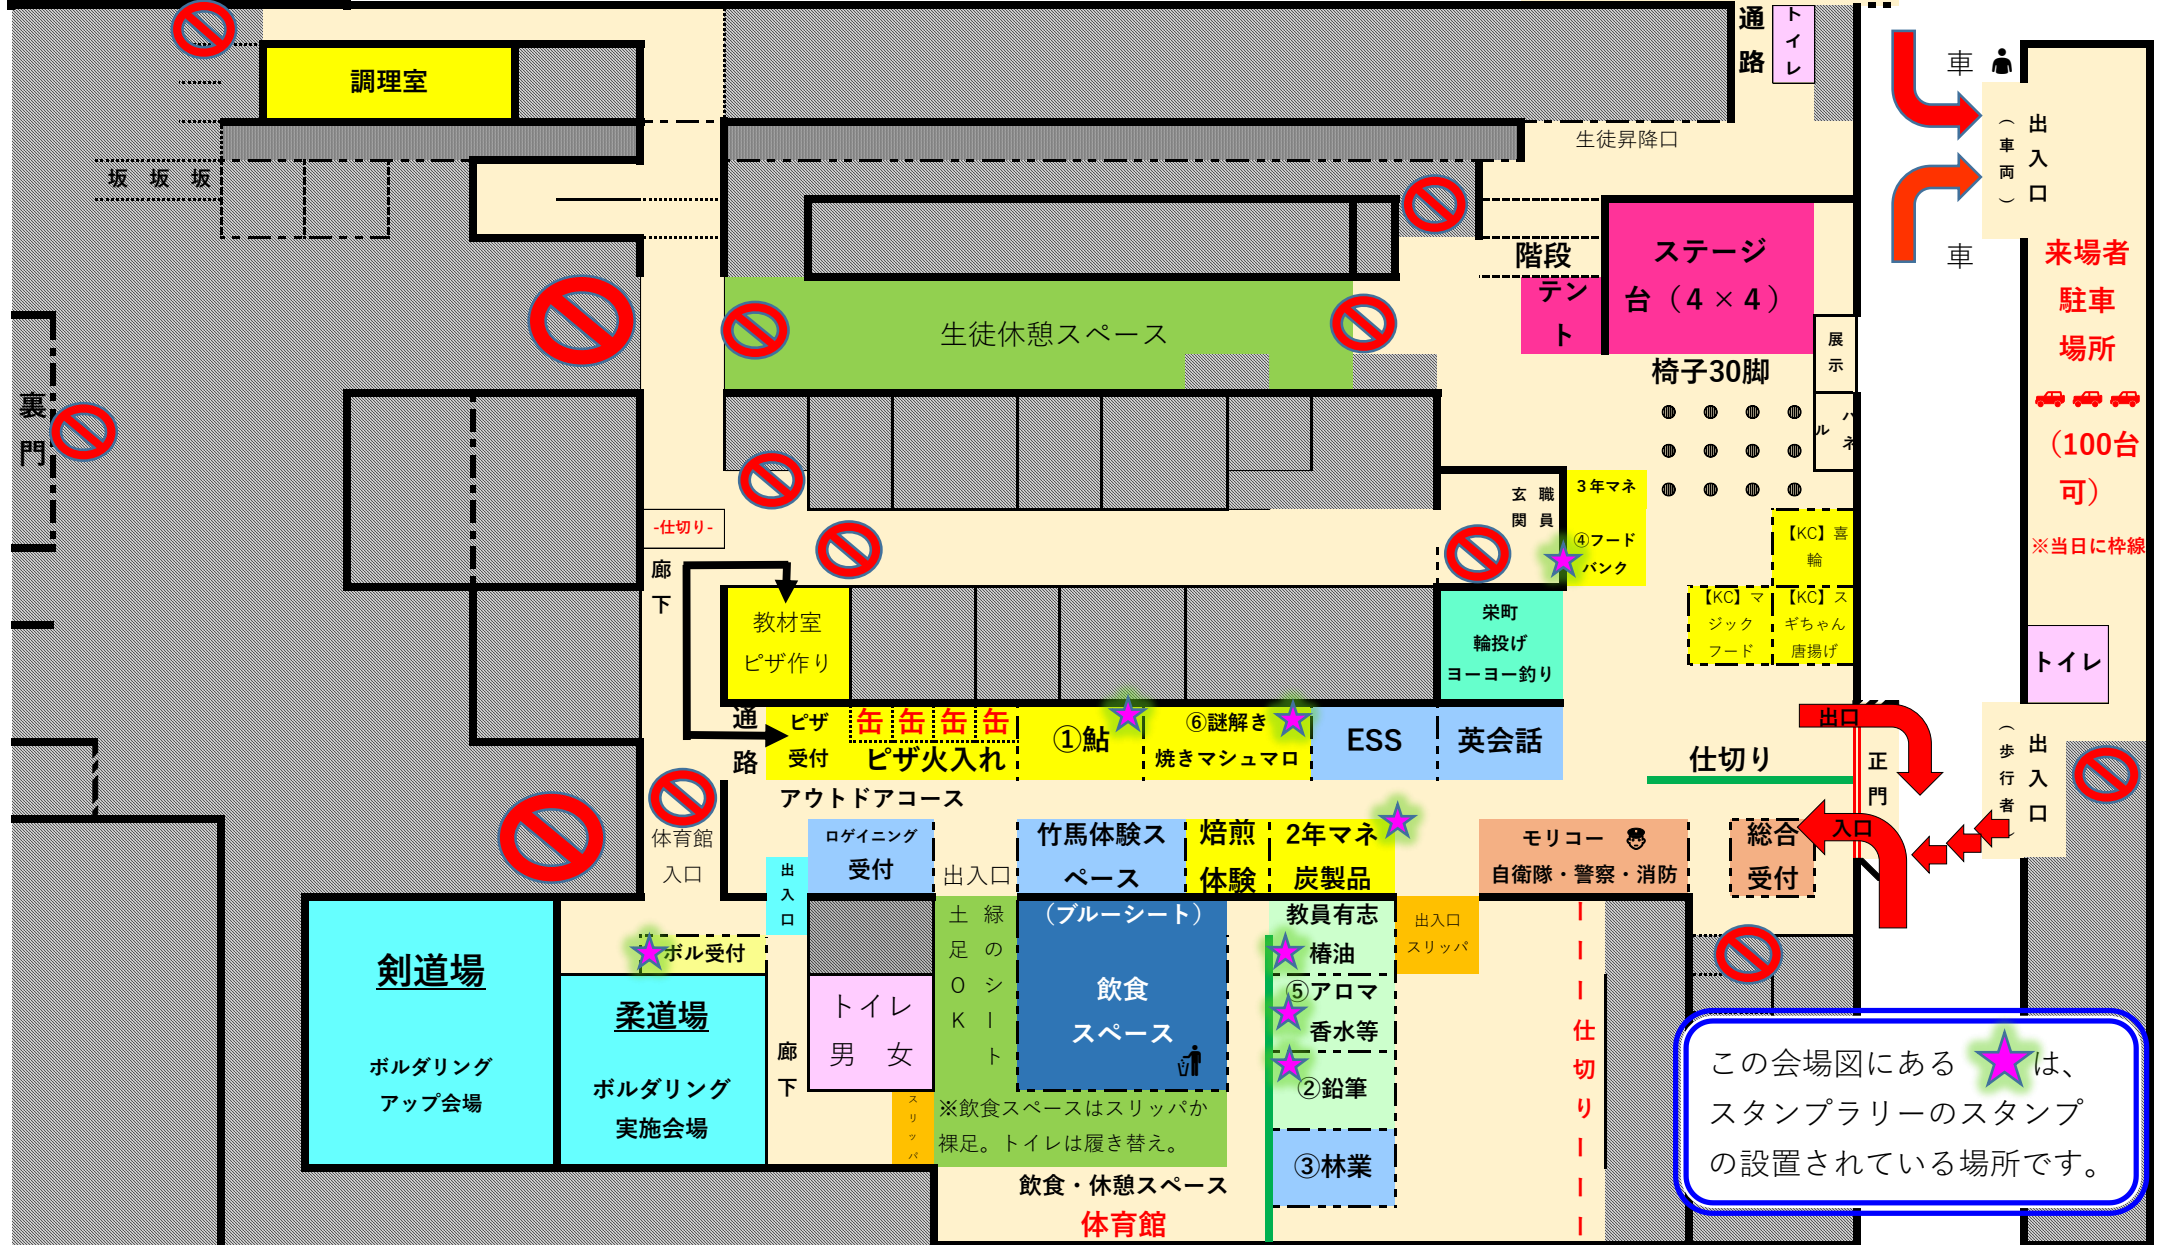 通路
トイレ
車
調理室
出入口
（車両）
生徒昇降口
坂 坂 坂
車
階段
ステージ
台（4×4）
テント
来場者
駐車
場所
（100台
可）
※当日に枠線
生徒休憩スペース
展示
パネル
椅子30脚
裏門
職員
玄関
3年マネ
④フード
バンク
【KC】喜
輪
【KC】マ
ジック
フード
【KC】ス
ギちゃん
唐揚げ
-仕切り-
廊下
教材室
ピザ作り
栄町
輪投げ
ヨーヨー釣り
トイレ
通路
ピザ
受付
缶 缶 缶 缶
ピザ火入れ
①鮎
⑥謎解き
焼きマシュマロ
ESS
英会話
仕切り
出口
正門
入口
出入口
（歩行者）
アウトドアコース
体育館
入口
ロゲイニング
受付
出入口
竹馬体験ス
ペース
（ブルーシート）
焙煎
体験
2年マネ
炭製品
モリコー
自衛隊・警察・消防
総合
受付
出入口
緑のシート
土足OK
教員有志
椿油
出入口
スリッパ
剣道場
ボルダリング
アップ会場
ボル受付
柔道場
ボルダリング
実施会場
廊下
トイレ
男 女
スリッパ
飲食
スペース
⑤アロマ
香水等
②鉛筆
③林業
ーー仕切りーーー
※飲食スペースはスリッパか
裸足。トイレは履き替え。
飲食・休憩スペース
体育館
この会場図にある★は、
スタンプラリーのスタンプ
の設置されている場所です。